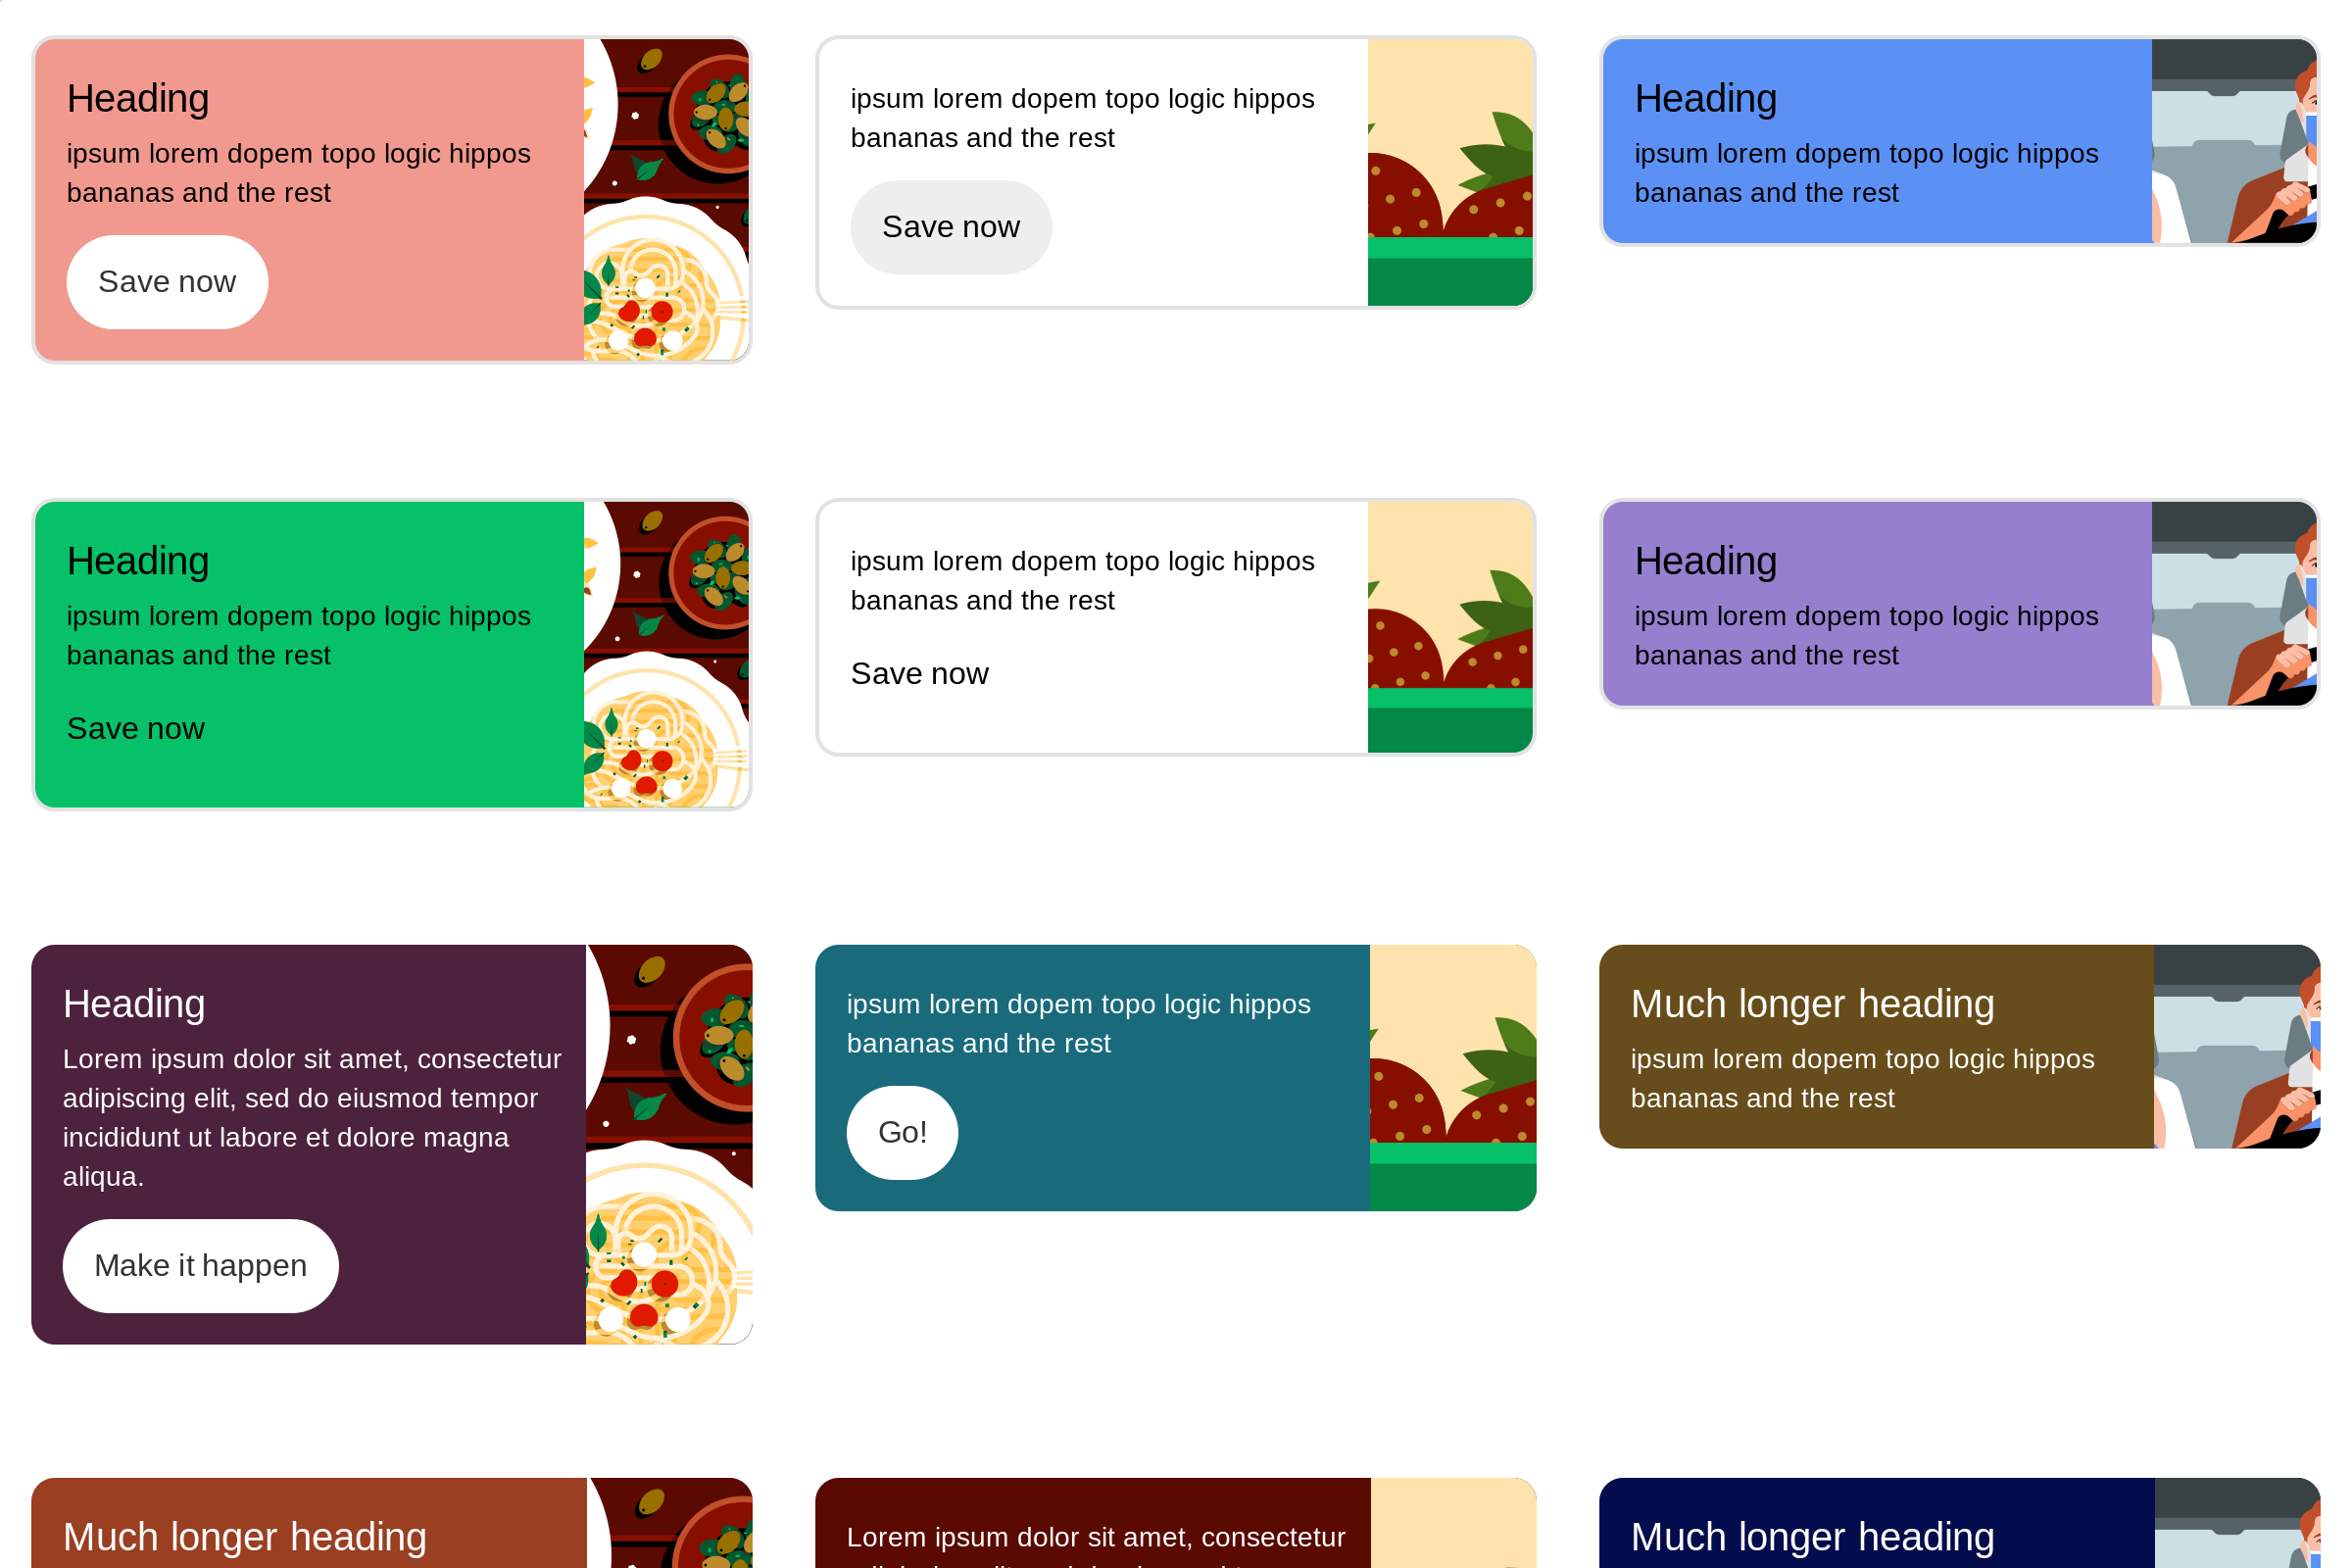 Heading
ipsum lorem dopem topo logic hippos
bananas and the rest
Save now
ipsum lorem dopem topo logic hippos
bananas and the rest
Save now
Heading
ipsum lorem dopem topo logic hippos
bananas and the rest
Heading
ipsum lorem dopem topo logic hippos
bananas and the rest
Save now
ipsum lorem dopem topo logic hippos
bananas and the rest
Save now
Heading
ipsum lorem dopem topo logic hippos
bananas and the rest
Heading
Lorem ipsum dolor sit amet, consectetur
adipiscing elit, sed do eiusmod tempor
incididunt ut labore et dolore magna
aliqua.
Make it happen
ipsum lorem dopem topo logic hippos
bananas and the rest
Go!
Much longer heading
ipsum lorem dopem topo logic hippos
bananas and the rest
Much longer heading
Lorem ipsum dolor sit amet, consectetur
Much longer heading